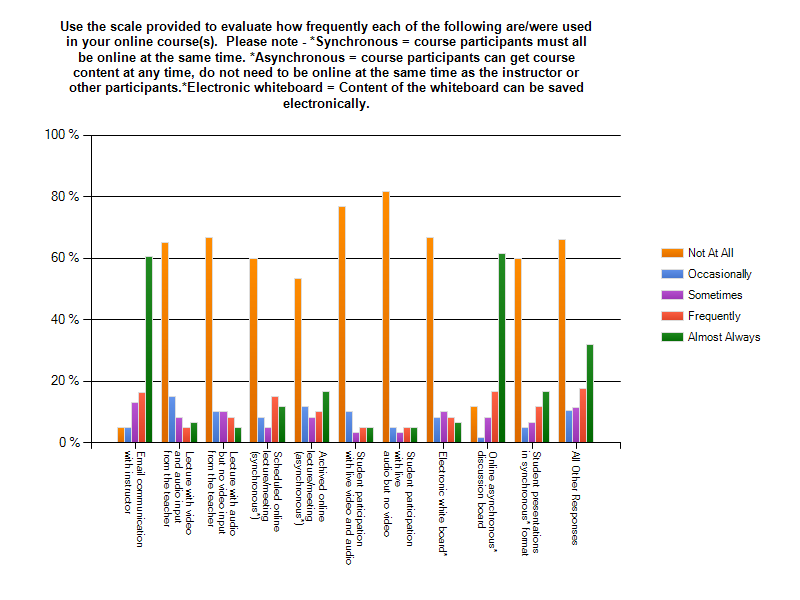 Use the scale provided to evaluate how frequently each of the following are/were used
in your online course(s).  Please note - *Synchronous = course participants must all
be online at the same time. *Asynchronous = course participants can get course
content at any time, do not need to be online at the same time as the instructor or
other participants.*Electronic whiteboard = Content of the whiteboard can be saved
electronically.
100 %
80 %
60 %
40 %
20 %
0 %
Not At All
Occasionally
Sometimes
Frequently
Almost Always
Email communication
with instructor
Lecture with video
and audio input
from the teacher
Lecture with audio
but no video input
from the teacher
Scheduled online
lecture/meeting
(synchronous*)
Archived online
lecture/meeting
(asynchronous*)
Student participation
with live video and audio
Student participation
with live
audio but no video
Electronic white board*
Online asynchronous*
discussion board
Student presentations
in synchronous* format
All Other Responses